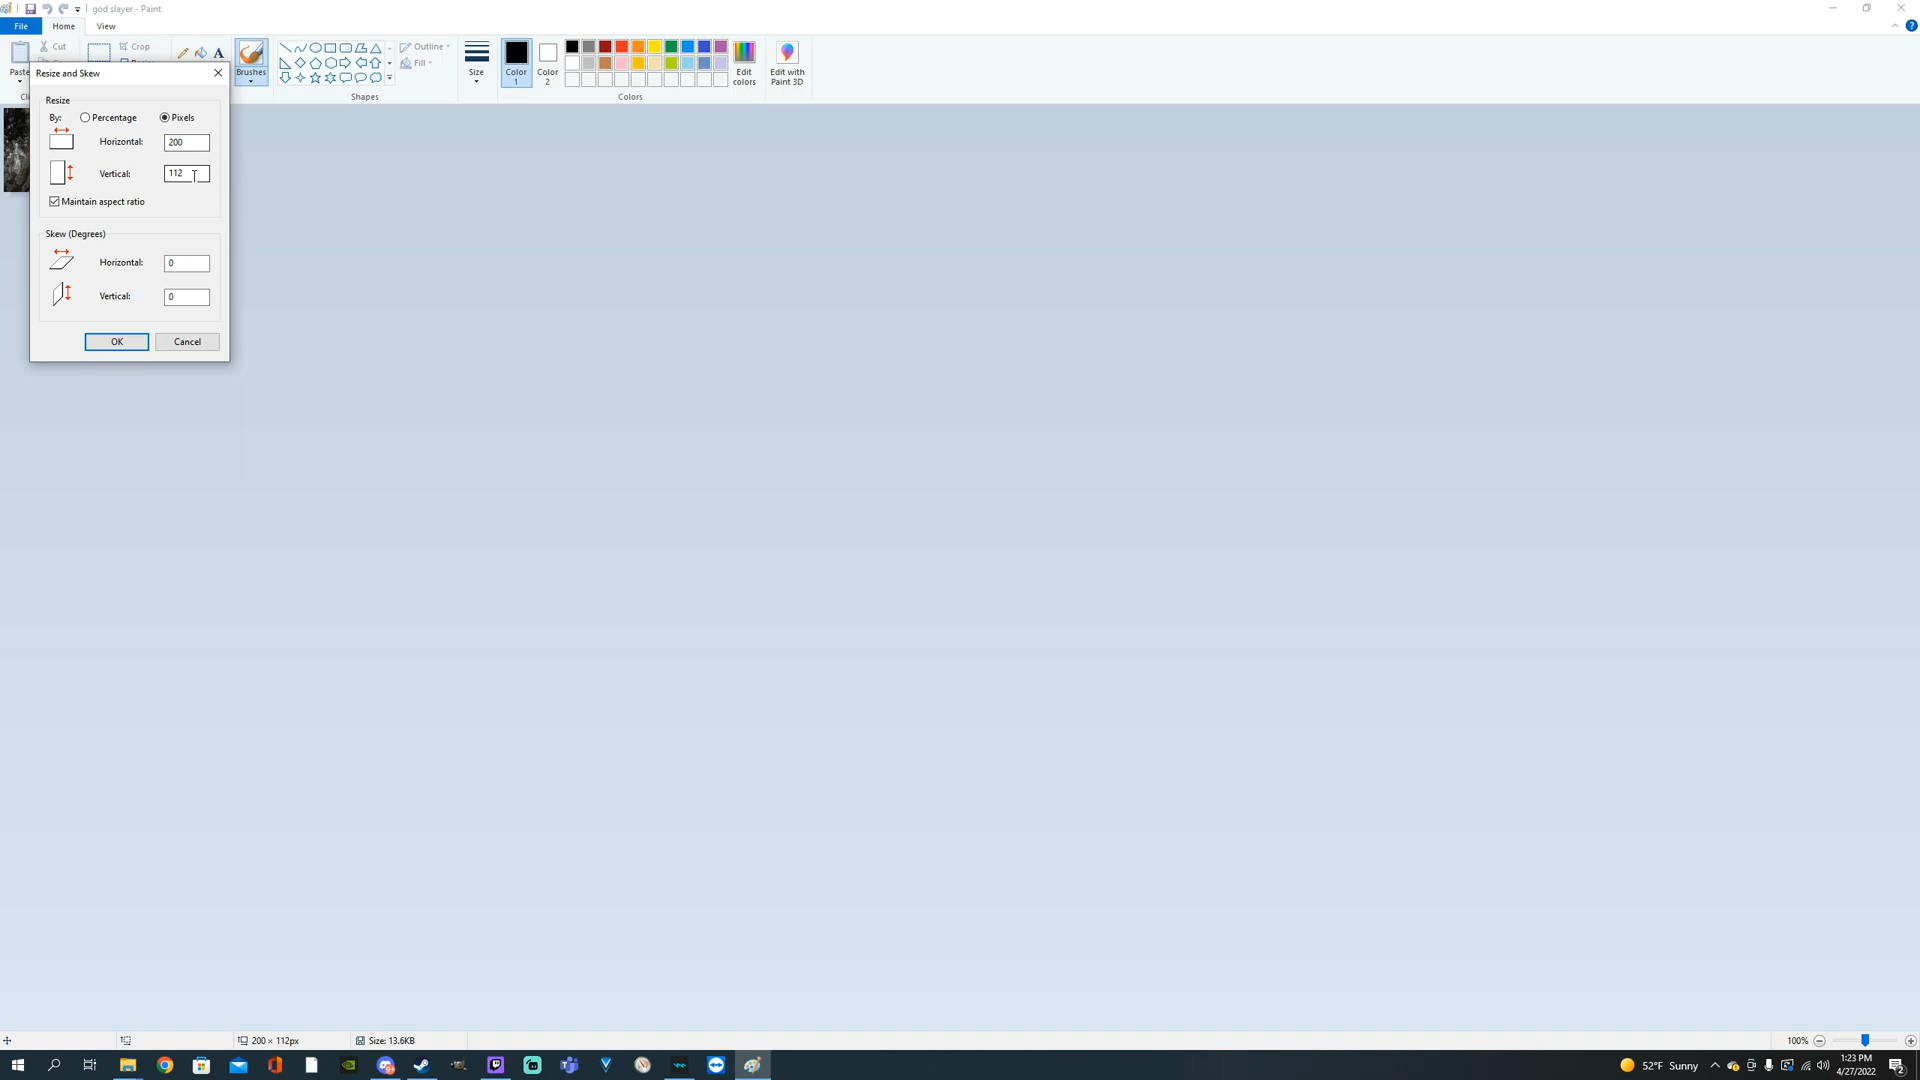 god slayer - Paint
File
Home
View
Paste
Cut
Crop
A
Brushes
Outline
Fill
Shapes
Size
Color
1
Color
2
Edit
colors
Edit with
Paint 3D
Colors
Resize and Skew
Resize
By:
Percentage
Pixels
Horizontal:
200
Vertical:
112
Maintain aspect ratio
Skew (Degrees)
Horizontal:
0
Vertical:
0
OK
Cancel
200 × 112px
Size: 13.6KB
100%
52°F Sunny
1:23 PM
4/27/2022